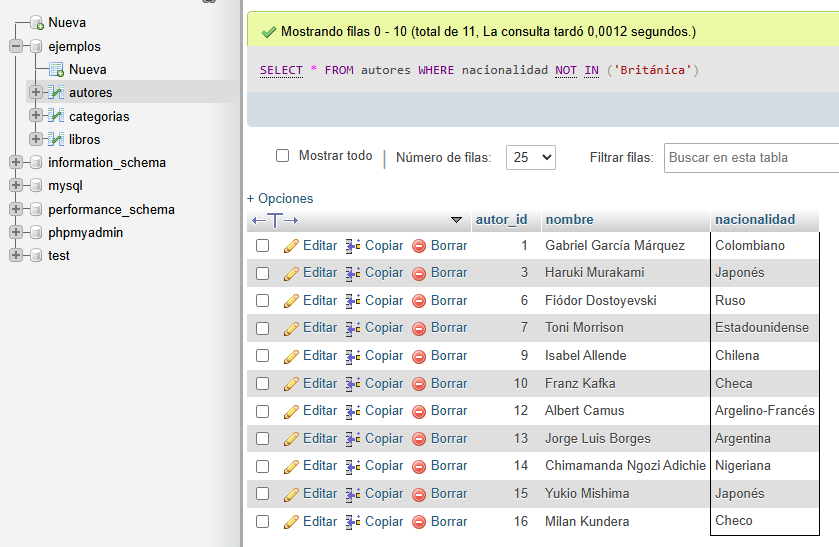 Nueva
ejemplos
Nueva
autores
categorias
libros
information_schema
mysql
performance_schema
phpmyadmin
test
Mostrando filas 0 - 10 (total de 11, La consulta tardó 0,0012 segundos.)
SELECT * FROM autores WHERE nacionalidad NOT IN ('Británica')
Mostrar todo | Número de filas: 25 Filtrar filas: Buscar en esta tabla
+ Opciones
←T→ autor_id nombre nacionalidad
Editar Copiar Borrar 1 Gabriel García Márquez Colombiano
Editar Copiar Borrar 3 Haruki Murakami Japonés
Editar Copiar Borrar 6 Fiódor Dostoyevski Ruso
Editar Copiar Borrar 7 Toni Morrison Estadounidense
Editar Copiar Borrar 9 Isabel Allende Chilena
Editar Copiar Borrar 10 Franz Kafka Checa
Editar Copiar Borrar 12 Albert Camus Argelino-Francés
Editar Copiar Borrar 13 Jorge Luis Borges Argentina
Editar Copiar Borrar 14 Chimamanda Ngozi Adichie Nigeriana
Editar Copiar Borrar 15 Yukio Mishima Japonés
Editar Copiar Borrar 16 Milan Kundera Checo